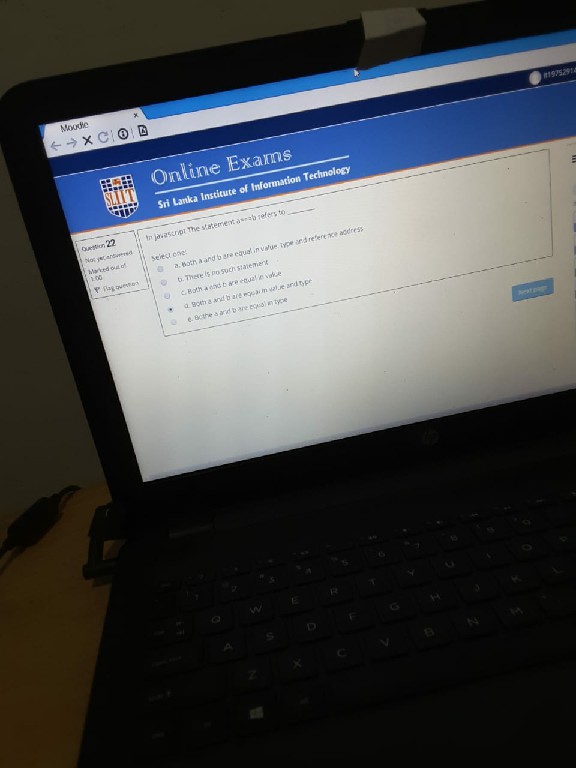 Moodle
Online Exams
SLIIT
Sri Lanka Institute of Information Technology
Question 22
Not yet answered
Marked out of
1.00
Flag question
In javascript The statement a===b refers to ______
Select one:
a. Both a and b are equal in value, type and reference address
b. There is no such statement
c. Both a and b are equal in value
d. Both a and b are equal in value and type
e. Bothe a and b are equal in type
Next page
Q W E R T Y U I O
A S D F G H J K L
Z X C V B N M